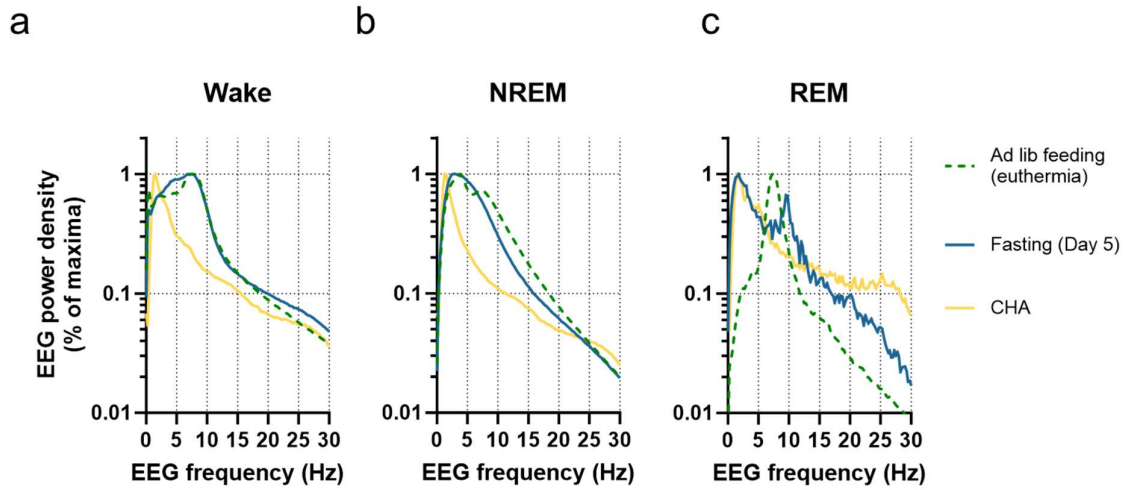 a
b
c
Wake
NREM
REM
EEG power density
(% of maxima)
1
0.1
0.01
0 5 10 15 20 25 30
EEG frequency (Hz)
1
0.1
0.01
0 5 10 15 20 25 30
EEG frequency (Hz)
1
0.1
0.01
0 5 10 15 20 25 30
EEG frequency (Hz)
Ad lib feeding
(euthermia)
Fasting (Day 5)
CHA